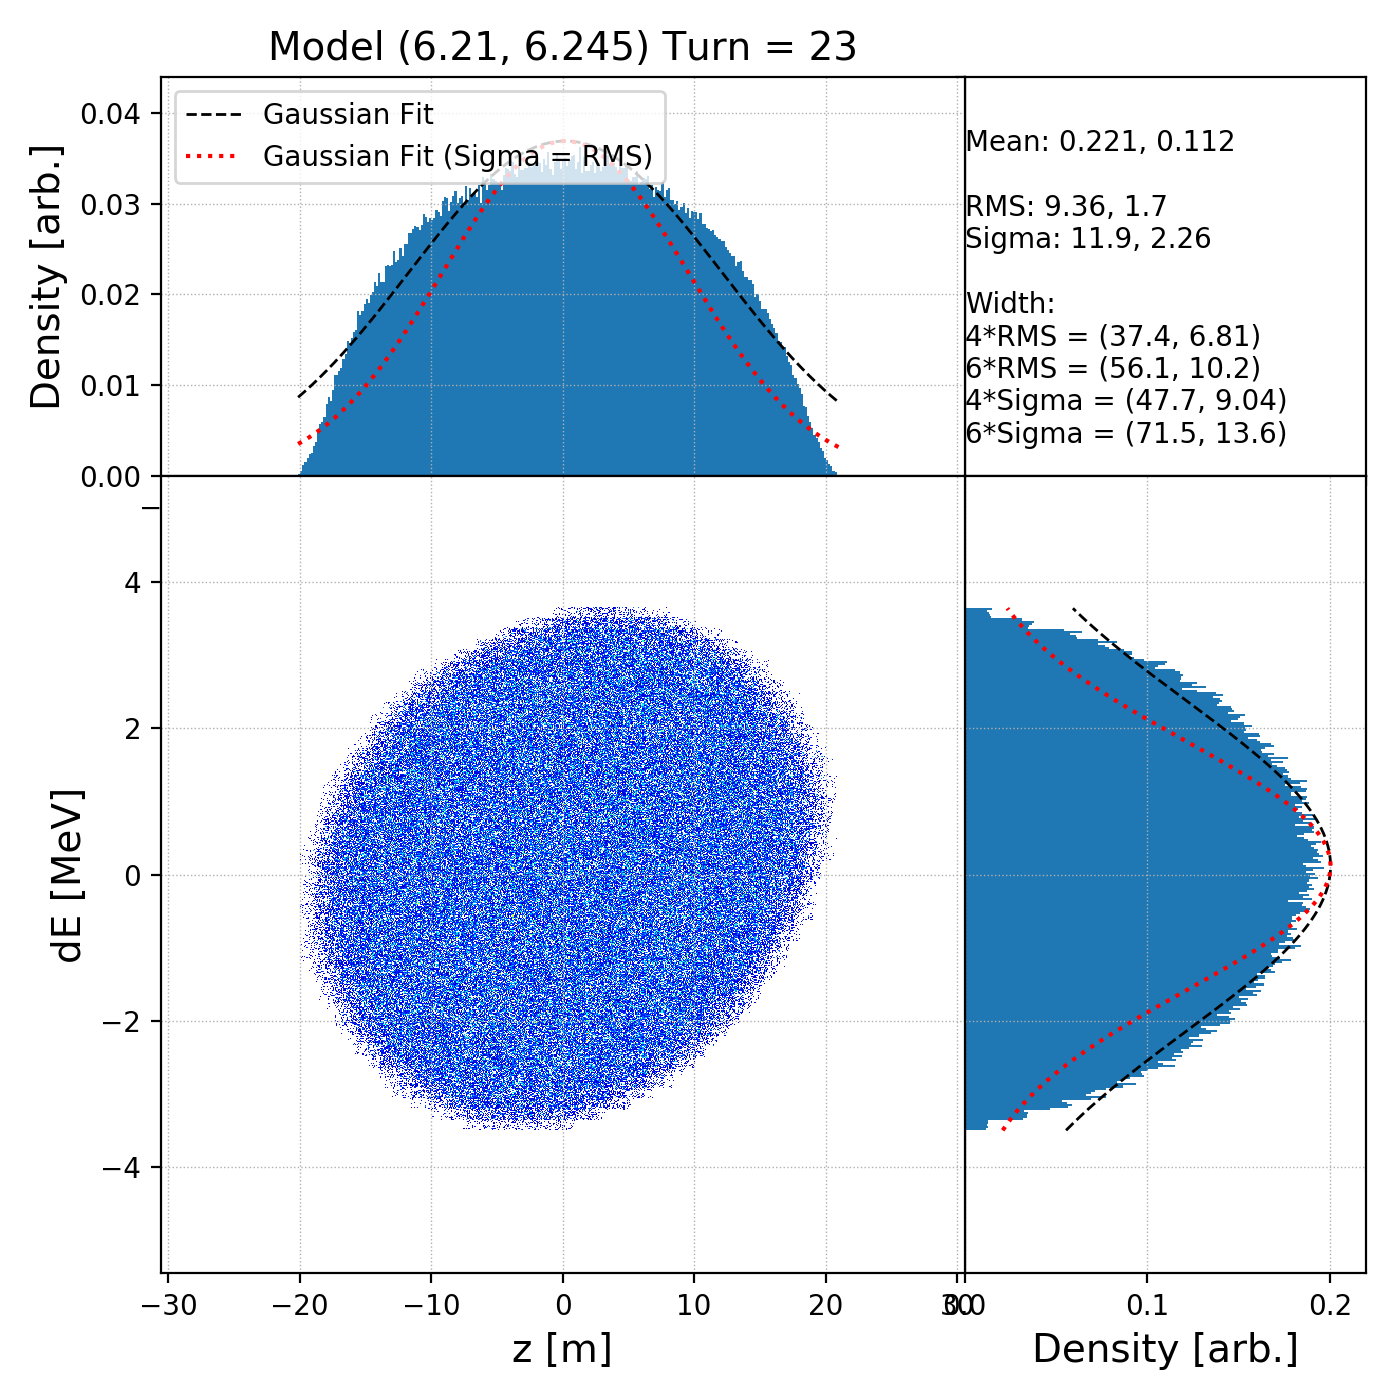 Model (6.21, 6.245) Turn = 23
Gaussian Fit
Gaussian Fit (Sigma = RMS)
Density [arb.]
0.04
0.03
0.02
0.01
0.00
Mean: 0.221, 0.112
RMS: 9.36, 1.7
Sigma: 11.9, 2.26
Width:
4*RMS = (37.4, 6.81)
6*RMS = (56.1, 10.2)
4*Sigma = (47.7, 9.04)
6*Sigma = (71.5, 13.6)
dE [MeV]
4
2
0
−2
−4
−30 −20 −10 0 10 20 30
0.0 0.1 0.2
z [m]
Density [arb.]